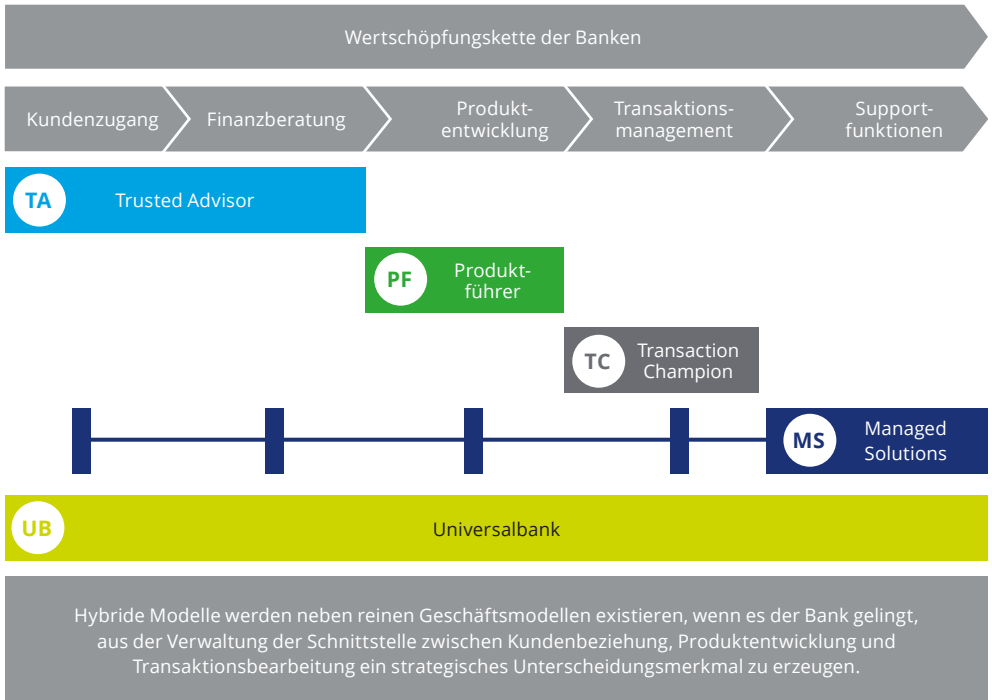 Wertschöpfungskette der Banken
Kundenzugang
Finanzberatung
Produkt-
entwicklung
Transaktions-
management
Support-
funktionen
TA
Trusted Advisor
PF
Produkt-
führer
TC
Transaction
Champion
MS
Managed
Solutions
UB
Universalbank
Hybride Modelle werden neben reinen Geschäftsmodellen existieren, wenn es der Bank gelingt,
aus der Verwaltung der Schnittstelle zwischen Kundenbeziehung, Produktentwicklung und
Transaktionsbearbeitung ein strategisches Unterscheidungsmerkmal zu erzeugen.